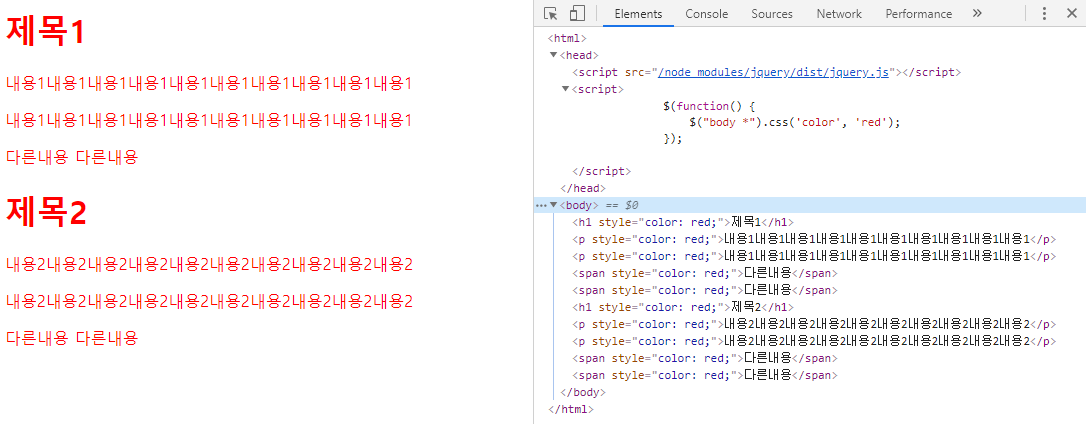 제목1
내용1내용1내용1내용1내용1내용1내용1내용1내용1내용1
내용1내용1내용1내용1내용1내용1내용1내용1내용1내용1
다른내용 다른내용
제목2
내용2내용2내용2내용2내용2내용2내용2내용2내용2내용2
내용2내용2내용2내용2내용2내용2내용2내용2내용2내용2
다른내용 다른내용
Elements Console Sources Network Performance »
<html>
<head>
<script src="/node_modules/jquery/dist/jquery.js"></script>
<script>
$(function() {
$("body *").css('color', 'red');
});
</script>
</head>
<body> == $0
<h1 style="color: red;">제목1</h1>
<p style="color: red;">내용1내용1내용1내용1내용1내용1내용1내용1내용1내용1</p>
<p style="color: red;">내용1내용1내용1내용1내용1내용1내용1내용1내용1내용1</p>
<span style="color: red;">다른내용</span>
<span style="color: red;">다른내용</span>
<h1 style="color: red;">제목2</h1>
<p style="color: red;">내용2내용2내용2내용2내용2내용2내용2내용2내용2내용2</p>
<p style="color: red;">내용2내용2내용2내용2내용2내용2내용2내용2내용2내용2</p>
<span style="color: red;">다른내용</span>
<span style="color: red;">다른내용</span>
</body>
</html>